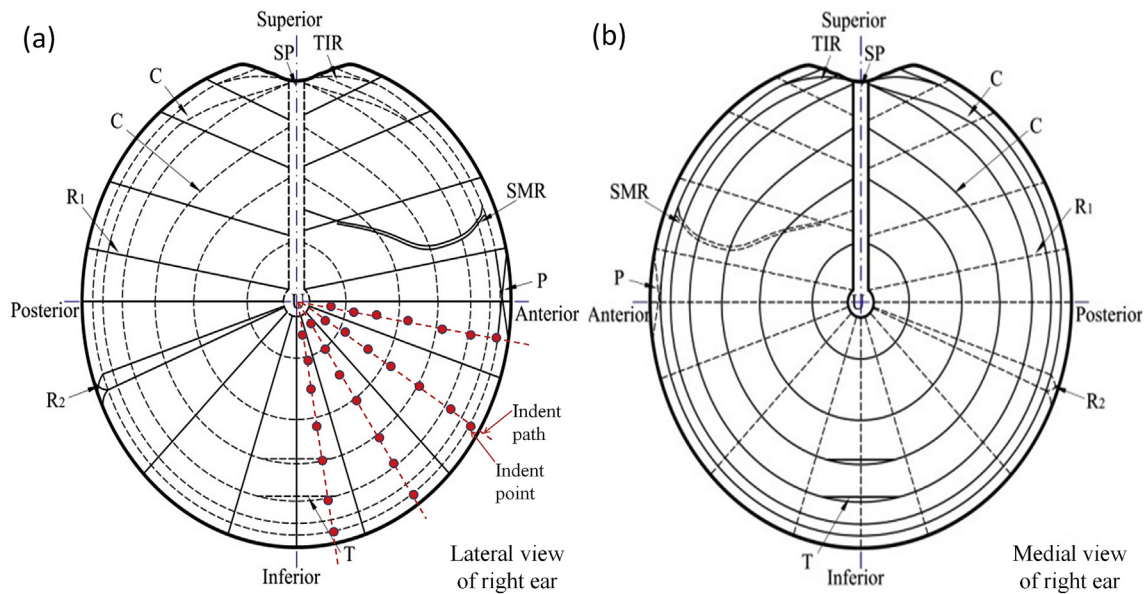 (a)
Superior
SP
TIR
C
C
R1
SMR
P
Posterior
U
Anterior
R2
Indent
path
Indent
point
T
Inferior
Lateral view
of right ear
(b)
Superior
TIR
SP
C
C
SMR
R1
P
Anterior
U
Posterior
R2
T
Inferior
Medial view
of right ear